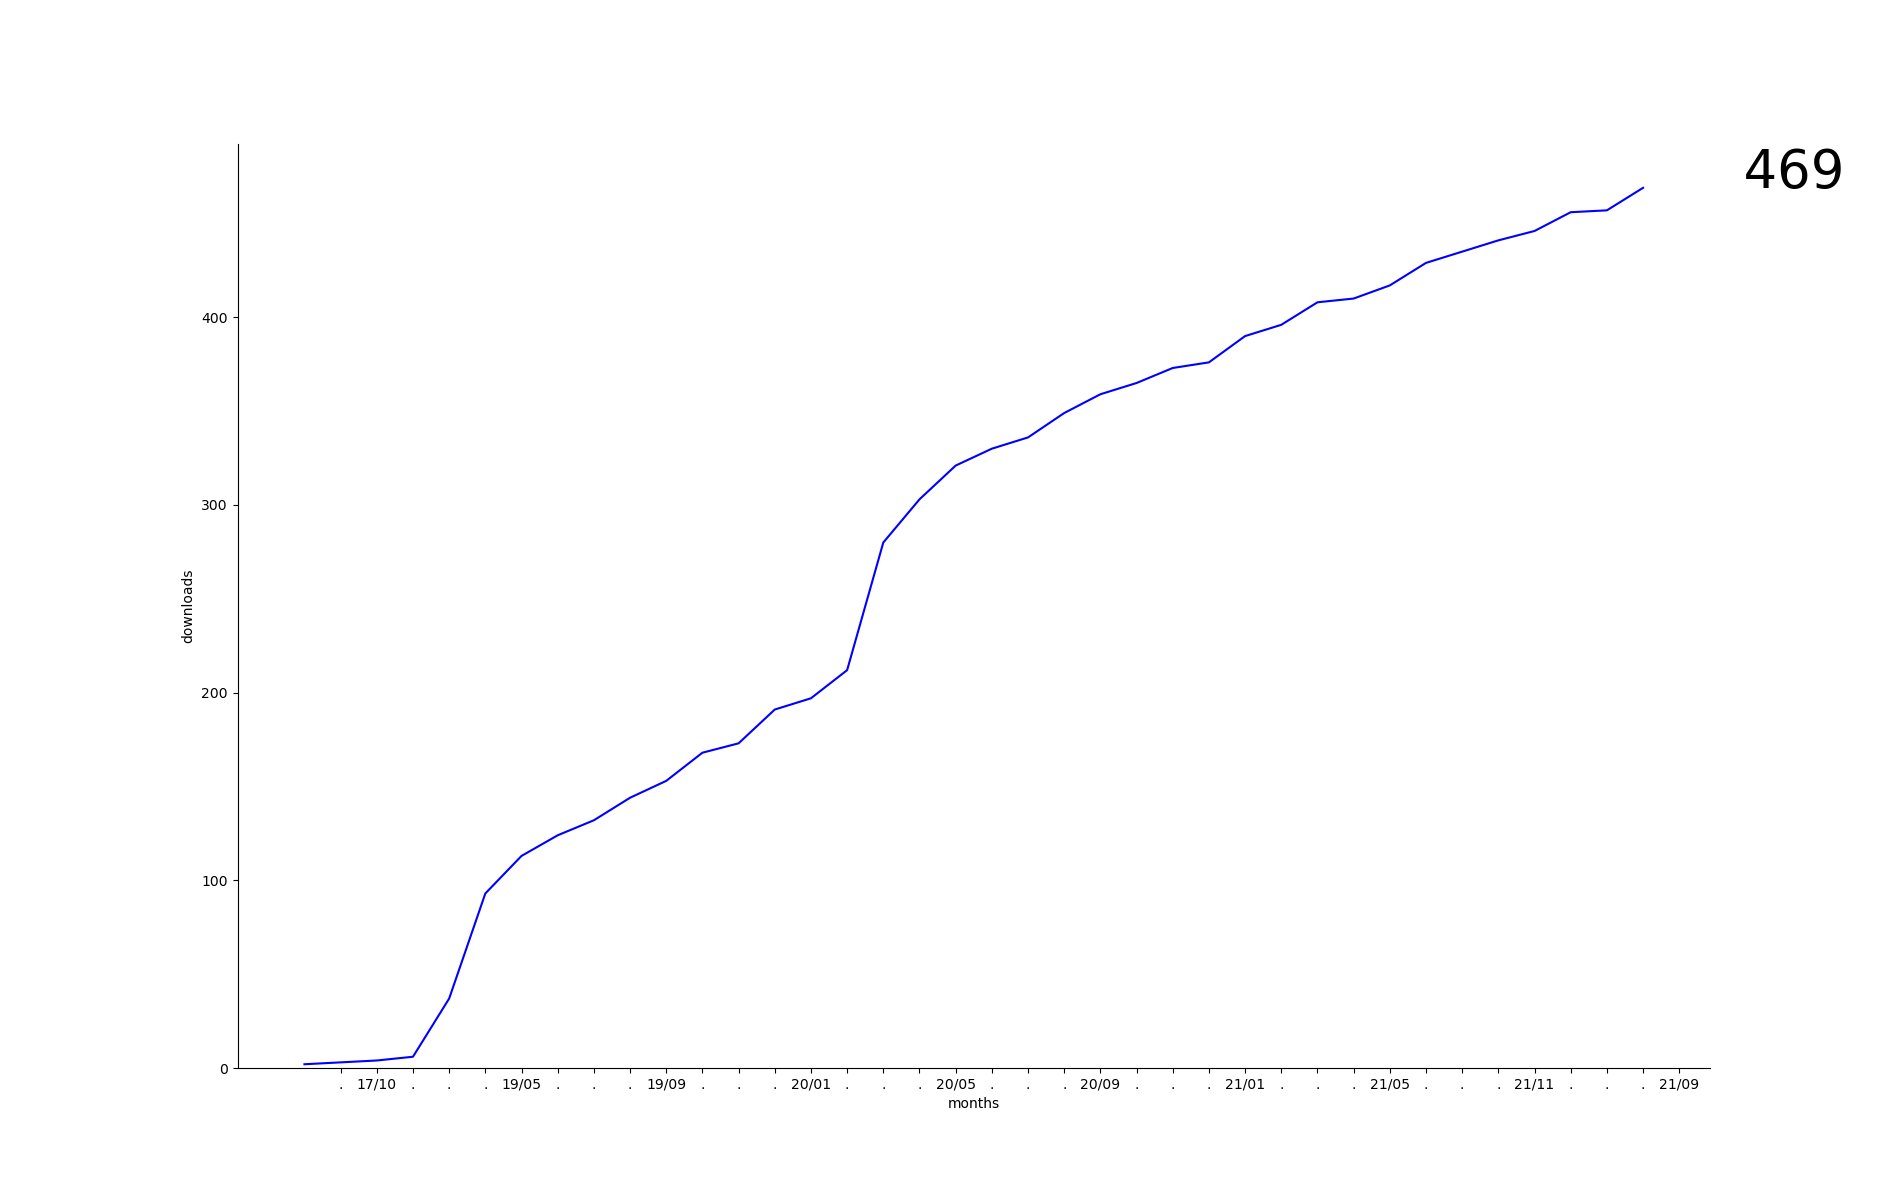 469
400
300
downloads
200
100
0
. 17/10 . . . 19/05 . . . 19/09 . . . 20/01 . . . 20/05 . . . 20/09 . . . 21/01 . . . 21/05 . . . 21/11 . . . 21/09
months